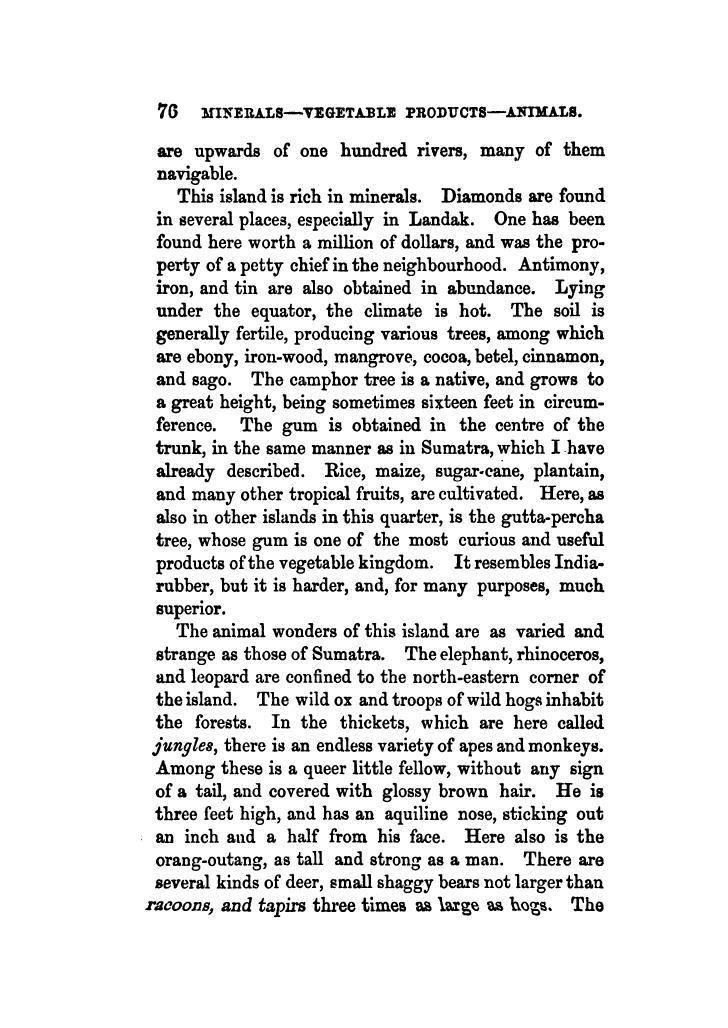 76 MINERALS—VEGETABLE PRODUCTS—ANIMALS.
are upwards of one hundred rivers, many of them
navigable.
This island is rich in minerals. Diamonds are found
in several places, especially in Landak. One has been
found here worth a million of dollars, and was the pro-
perty of a petty chief in the neighbourhood. Antimony,
iron, and tin are also obtained in abundance. Lying
under the equator, the climate is hot. The soil is
generally fertile, producing various trees, among which
are ebony, iron-wood, mangrove, cocoa, betel, cinnamon,
and sago. The camphor tree is a native, and grows to
a great height, being sometimes sixteen feet in circum-
ference. The gum is obtained in the centre of the
trunk, in the same manner as in Sumatra, which I have
already described. Rice, maize, sugar-cane, plantain,
and many other tropical fruits, are cultivated. Here, as
also in other islands in this quarter, is the gutta-percha
tree, whose gum is one of the most curious and useful
products of the vegetable kingdom. It resembles India-
rubber, but it is harder, and, for many purposes, much
superior.
The animal wonders of this island are as varied and
strange as those of Sumatra. The elephant, rhinoceros,
and leopard are confined to the north-eastern corner of
the island. The wild ox and troops of wild hogs inhabit
the forests. In the thickets, which are here called
jungles, there is an endless variety of apes and monkeys.
Among these is a queer little fellow, without any sign
of a tail, and covered with glossy brown hair. He is
three feet high, and has an aquiline nose, sticking out
an inch and a half from his face. Here also is the
orang-outang, as tall and strong as a man. There are
several kinds of deer, small shaggy bears not larger than
racoons, and tapirs three times as large as hogs. The